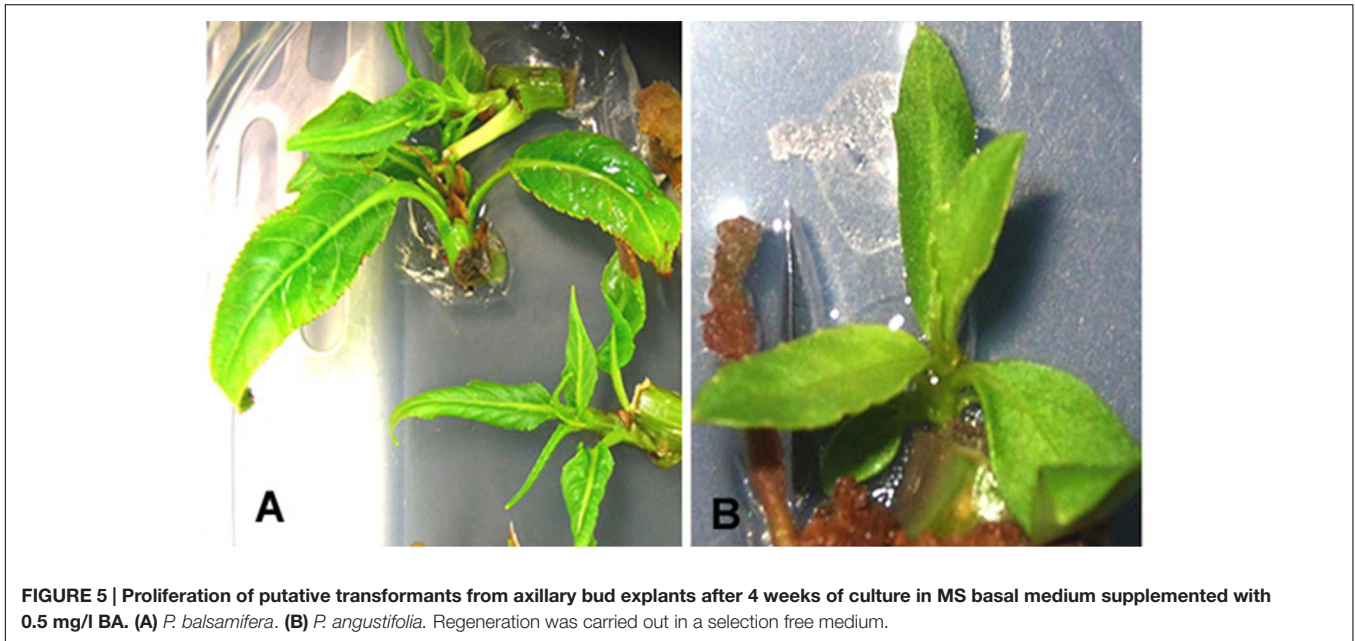 A
B
FIGURE 5 | Proliferation of putative transformants from axillary bud explants after 4 weeks of culture in MS basal medium supplemented with
0.5 mg/l BA. (A) P. balsamifera. (B) P. angustifolia. Regeneration was carried out in a selection free medium.